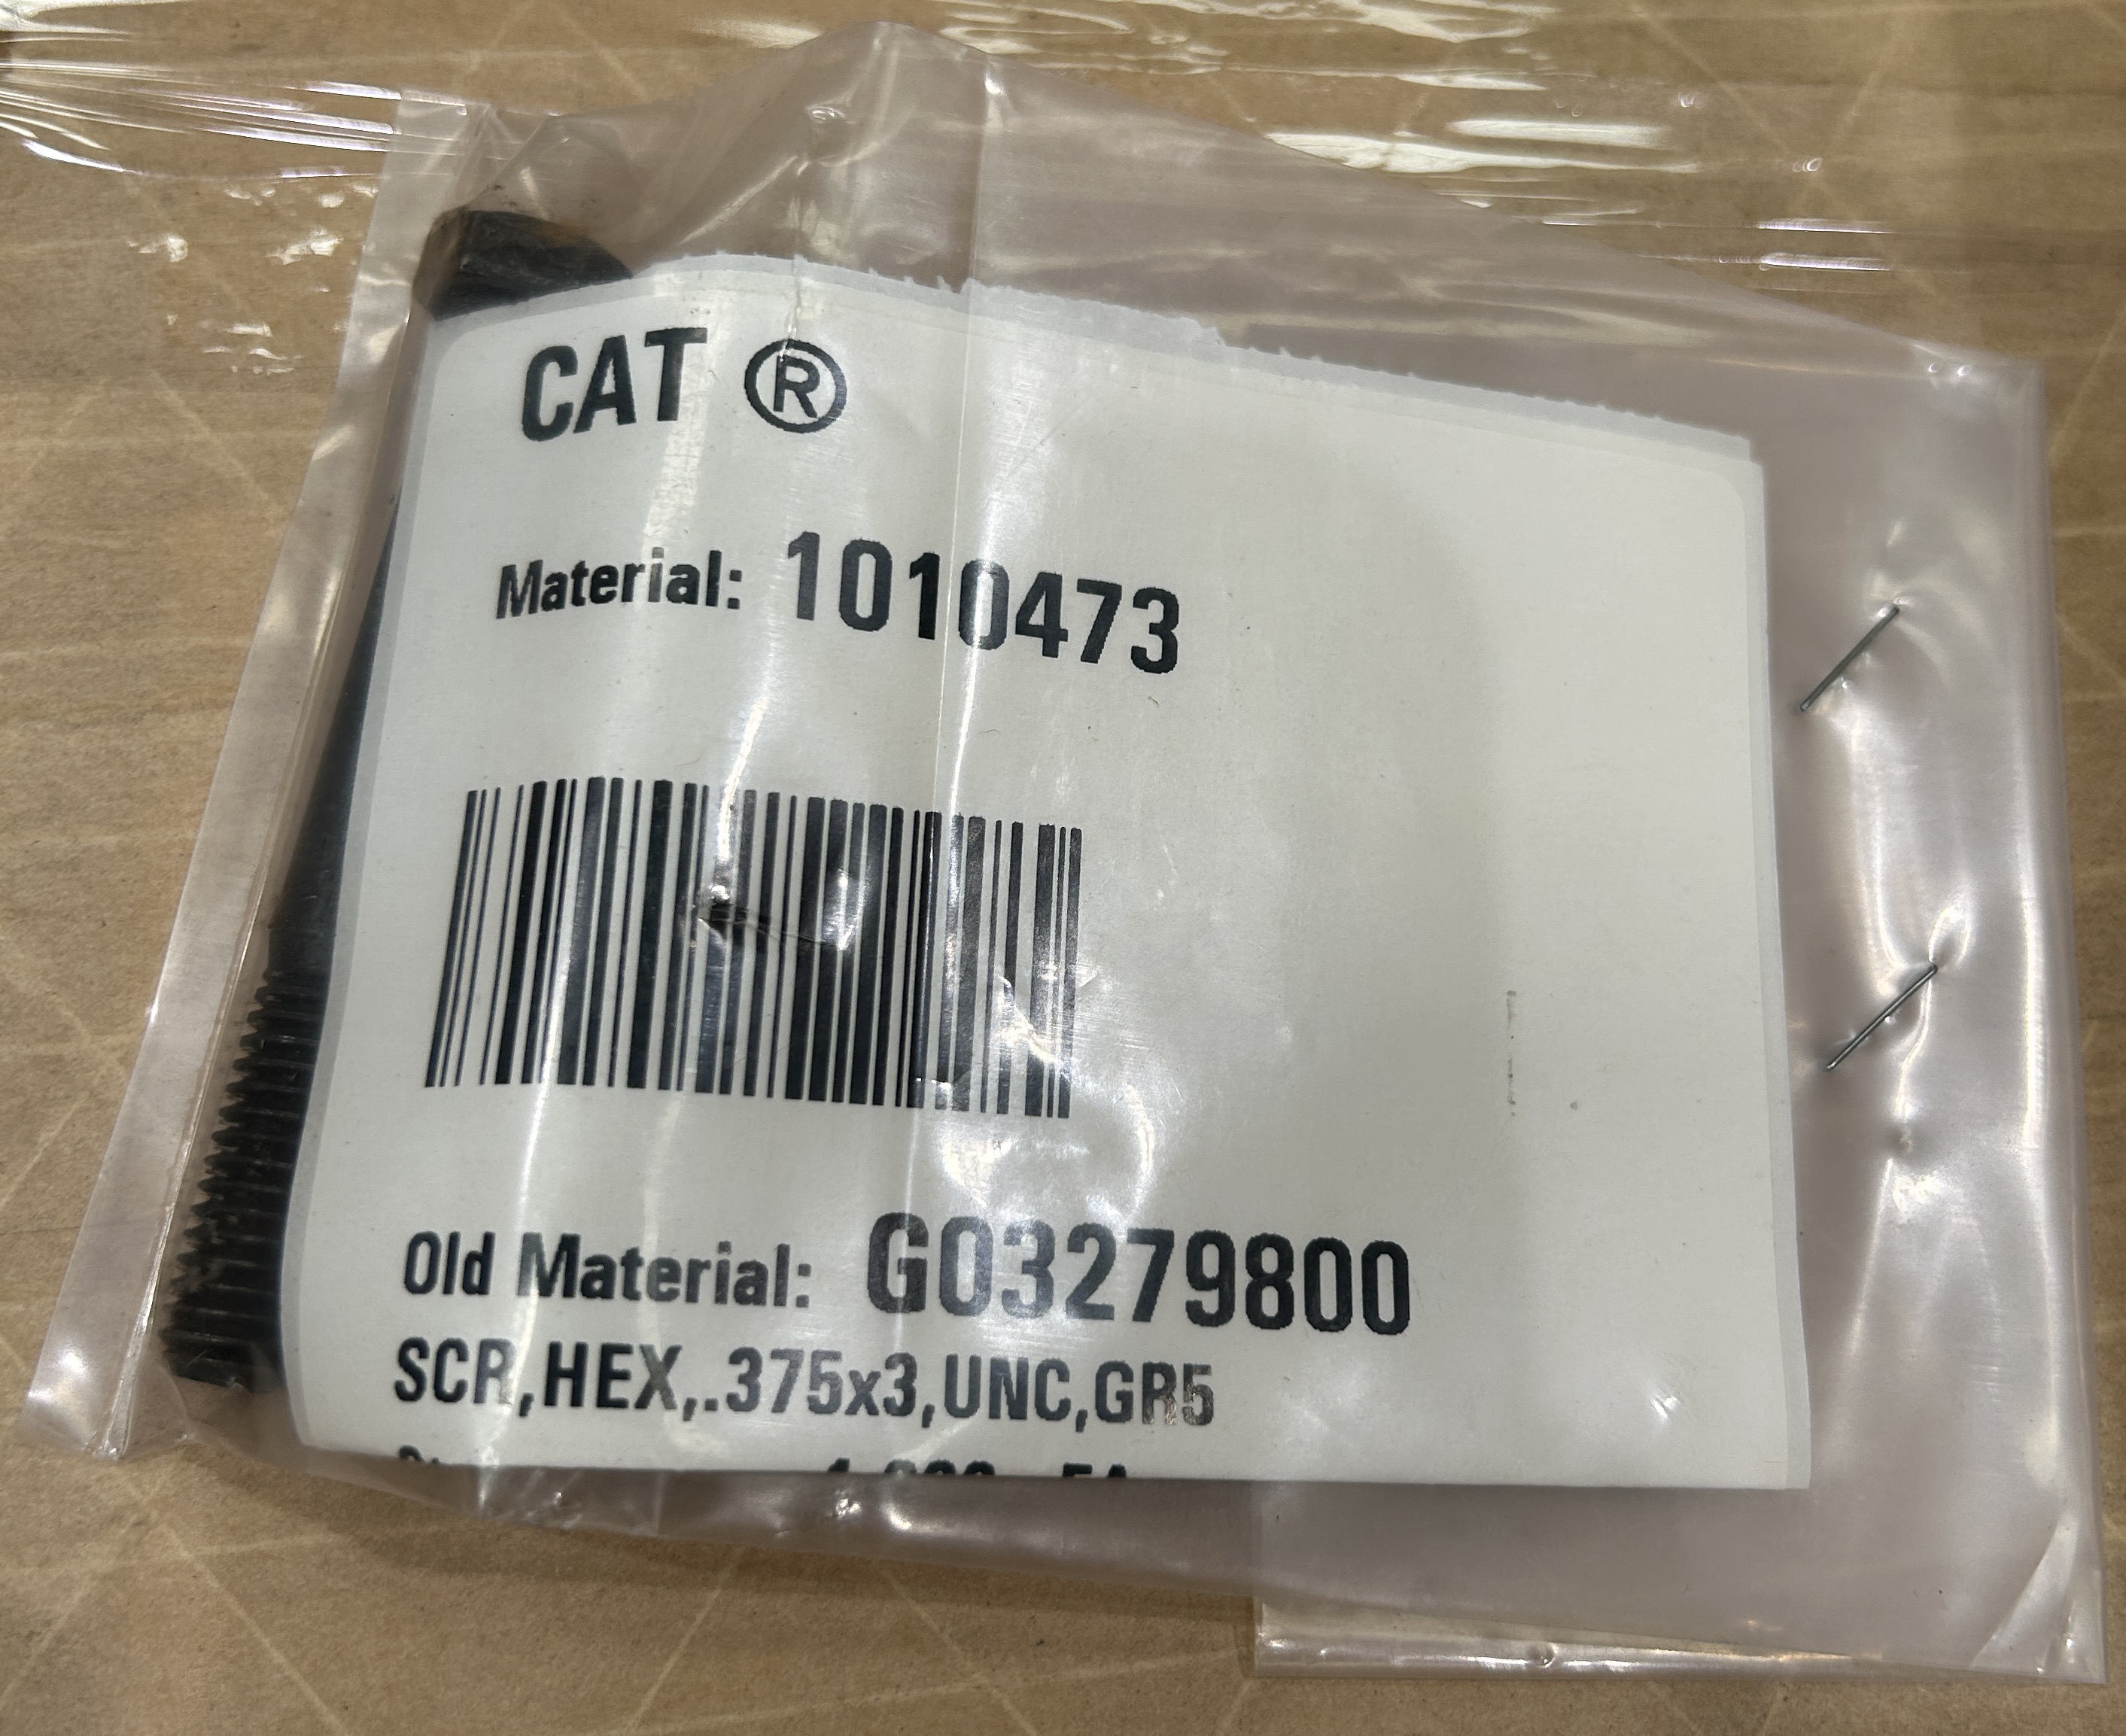 CAT ®
Material: 1010473
Old Material: G03279800
SCR,HEX,.375x3,UNC,GR5